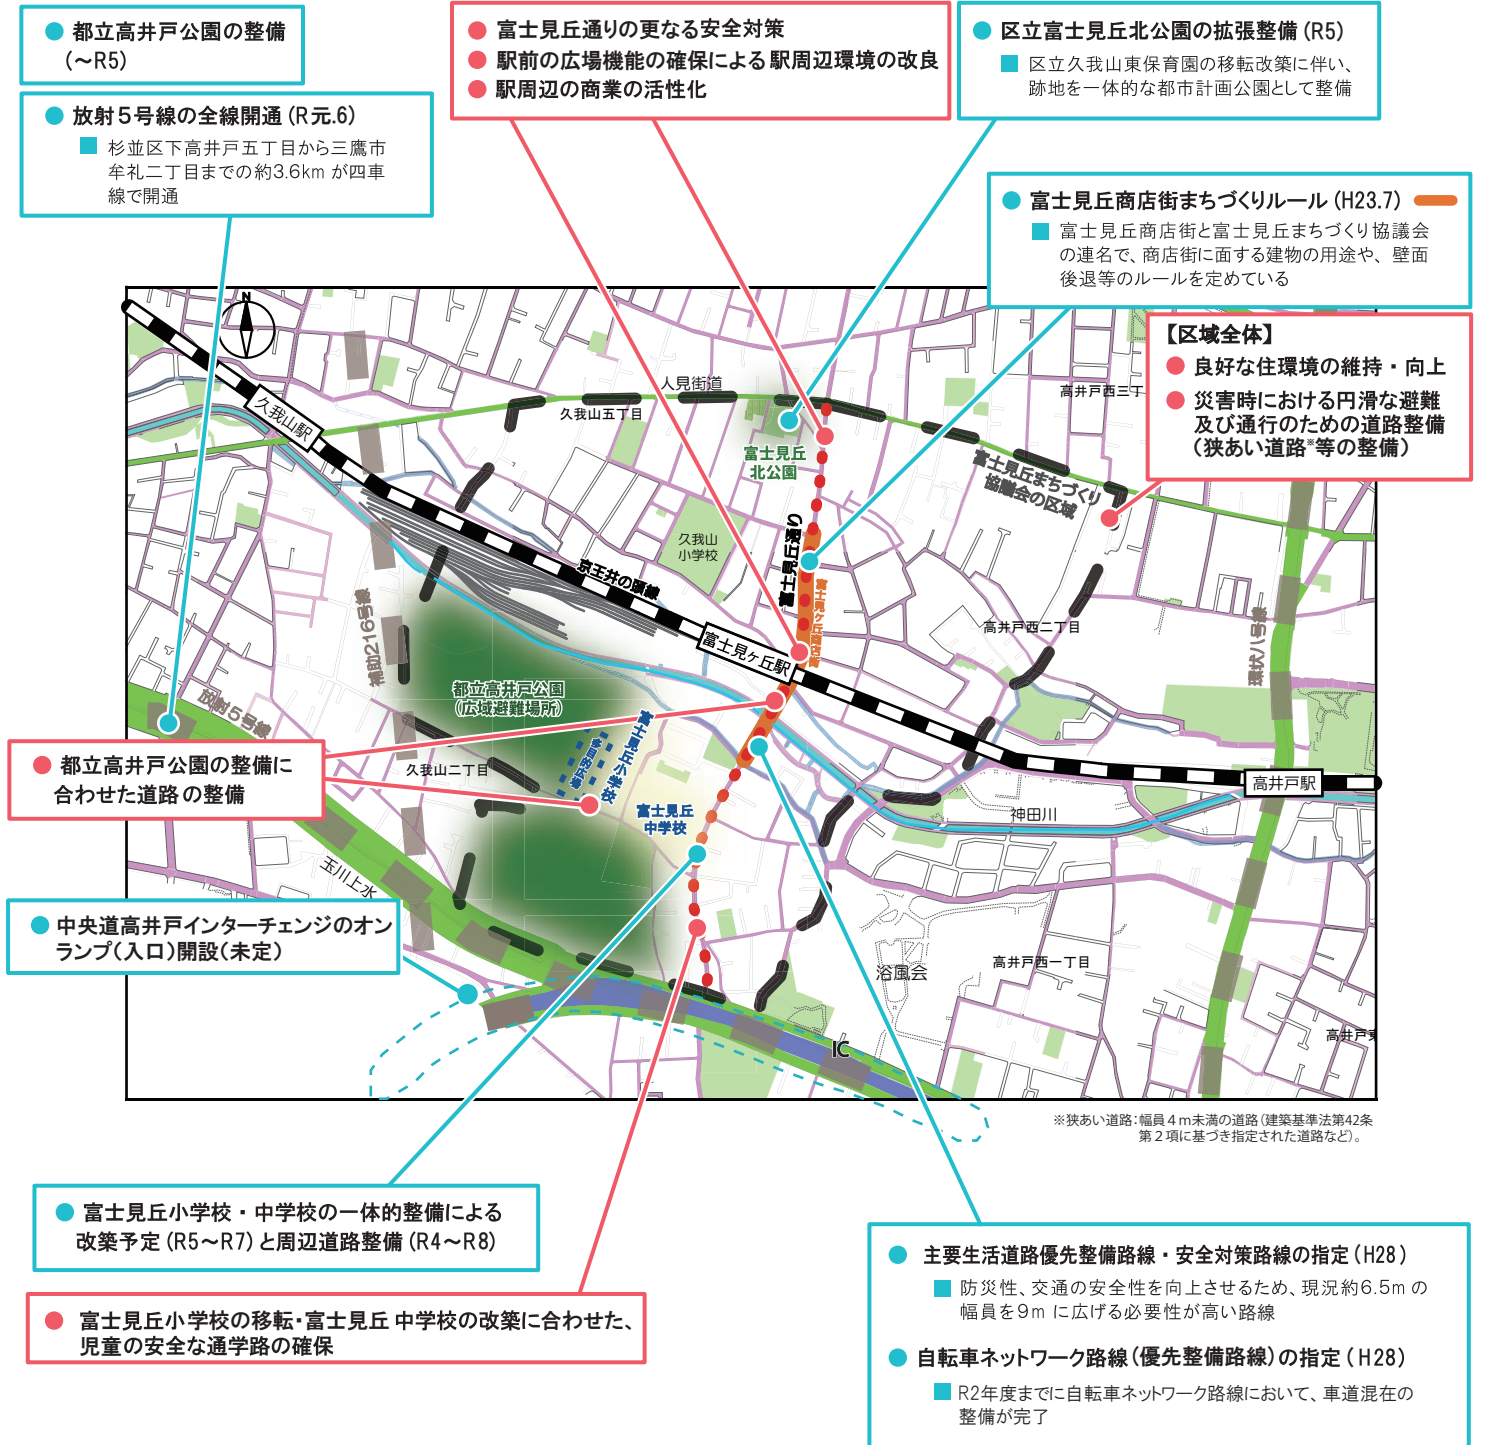 都立高井戸公園の整備
(～R5)
放射5号線の全線開通(R元.6)
杉並区下高井戸五丁目から三鷹市
牟礼二丁目までの約3.6kmが四車
線で開通
富士見丘通りの更なる安全対策
駅前の広場機能の確保による駅周辺環境の改良
駅周辺の商業の活性化
区立富士見丘北公園の拡張整備(R5)
区立久我山東保育園の移転改築に伴い、
跡地を一体的な都市計画公園として整備
富士見丘商店街まちづくりルール(H23.7)
富士見丘商店街と富士見丘まちづくり協議会
の連名で、商店街に面する建物の用途や、壁面
後退等のルールを定めている
【区域全体】
良好な住環境の維持・向上
災害時における円滑な避難
及び通行のための道路整備
(狭あい道路※等の整備)
N
久我山駅
人見街道
久我山五丁目
高井戸西三丁
富士見丘
北公園
富士見丘まちづくり
協議会の区域
久我山
小学校
富士見丘通り
京王井の頭線
富士見ヶ丘商店街
補助216号線
富士見ヶ丘駅
高井戸西二丁目
環状八号線
都立高井戸公園
(広域避難場所)
放射5号線
富士見丘小学校
多目的広場
久我山二丁目
都立高井戸公園の整備に
合わせた道路の整備
富士見丘
中学校
高井戸駅
神田川
玉川上水
中央道高井戸インターチェンジのオン
ランプ(入口)開設(未定)
浴風会
高井戸西一丁目
IC
高井戸東
※狭あい道路:幅員4m未満の道路(建築基準法第42条
第2項に基づき指定された道路など)。
富士見丘小学校・中学校の一体的整備による
改築予定(R5～R7)と周辺道路整備(R4～R8)
富士見丘小学校の移転・富士見丘中学校の改築に合わせた、
児童の安全な通学路の確保
主要生活道路優先整備路線・安全対策路線の指定(H28)
防災性、交通の安全性を向上させるため、現況約6.5mの
幅員を9mに広げる必要性が高い路線
自転車ネットワーク路線(優先整備路線)の指定(H28)
R2年度までに自転車ネットワーク路線において、車道混在の
整備が完了